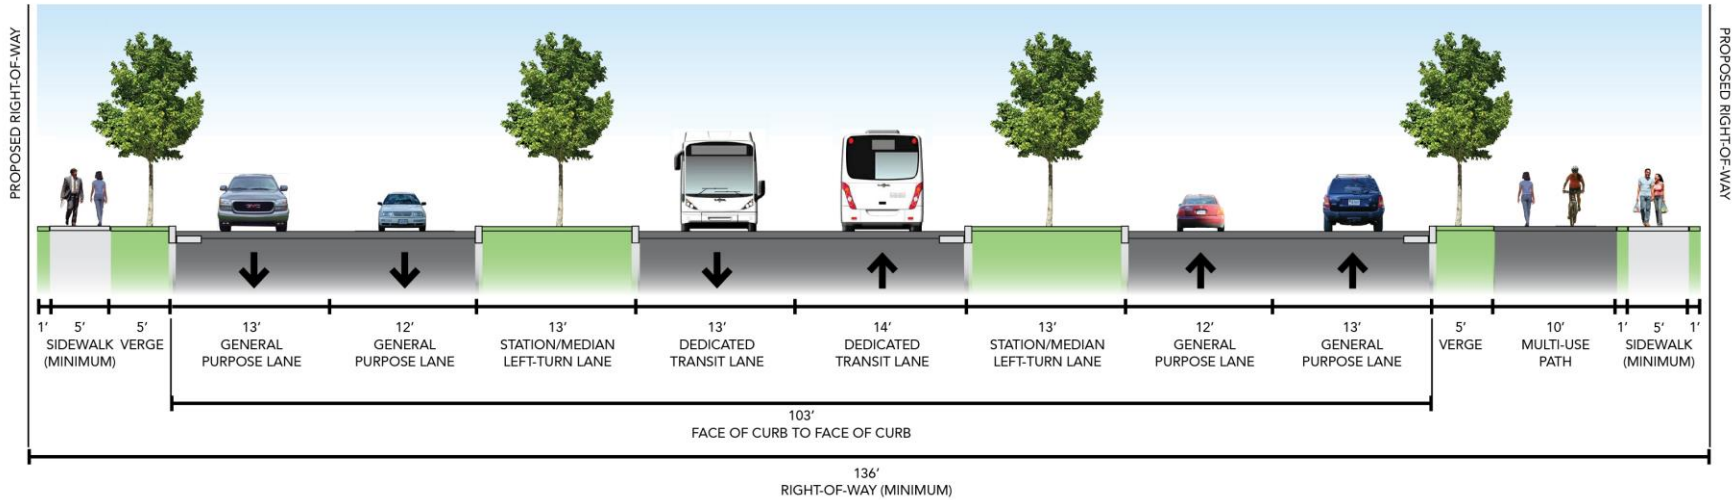 PROPOSED RIGHT-OF-WAY
PROPOSED RIGHT-OF-WAY
1’
5’
SIDEWALK
(MINIMUM)
5’
VERGE
13’
GENERAL
PURPOSE LANE
12’
GENERAL
PURPOSE LANE
13’
STATION/MEDIAN
LEFT-TURN LANE
13’
DEDICATED
TRANSIT LANE
14’
DEDICATED
TRANSIT LANE
13’
STATION/MEDIAN
LEFT-TURN LANE
12’
GENERAL
PURPOSE LANE
13’
GENERAL
PURPOSE LANE
5’
VERGE
10’
MULTI-USE
PATH
1’
5’
SIDEWALK
(MINIMUM)
1’
103’
FACE OF CURB TO FACE OF CURB
136’
RIGHT-OF-WAY (MINIMUM)